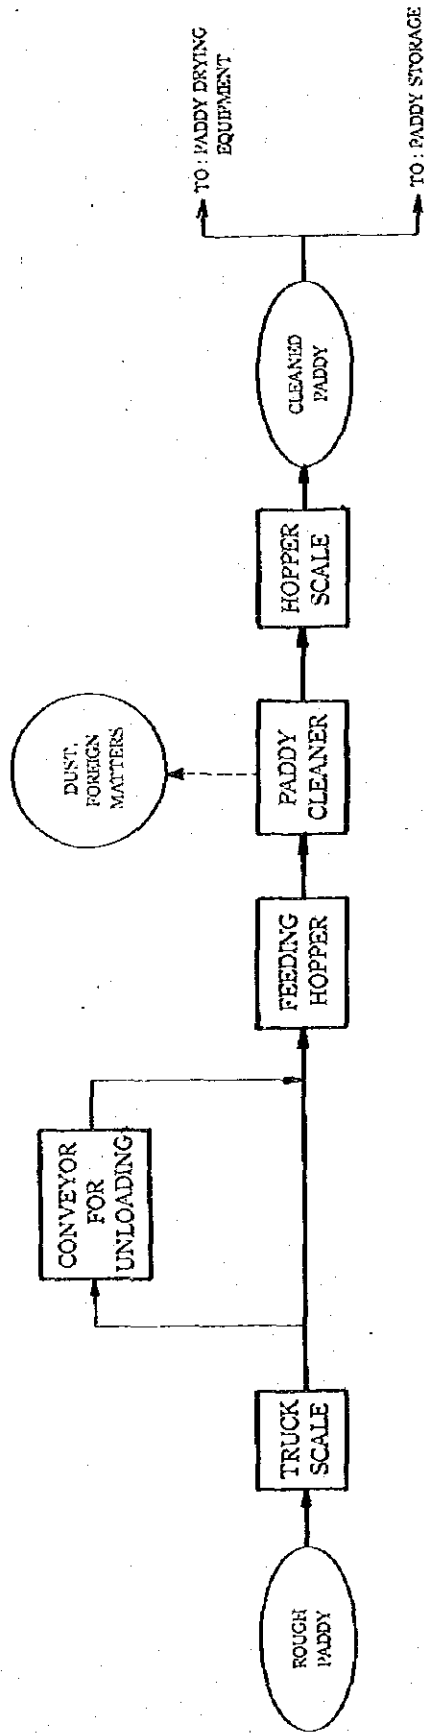 ROUGH
PADDY
TRUCK
SCALE
CONVEYOR
FOR
UNLOADING
FEEDING
HOPPER
DUST,
FOREIGN
MATTERS
PADDY
CLEANER
HOPPER
SCALE
CLEANED
PADDY
TO : PADDY DRYING
EQUIPMENT
TO : PADDY STORAGE